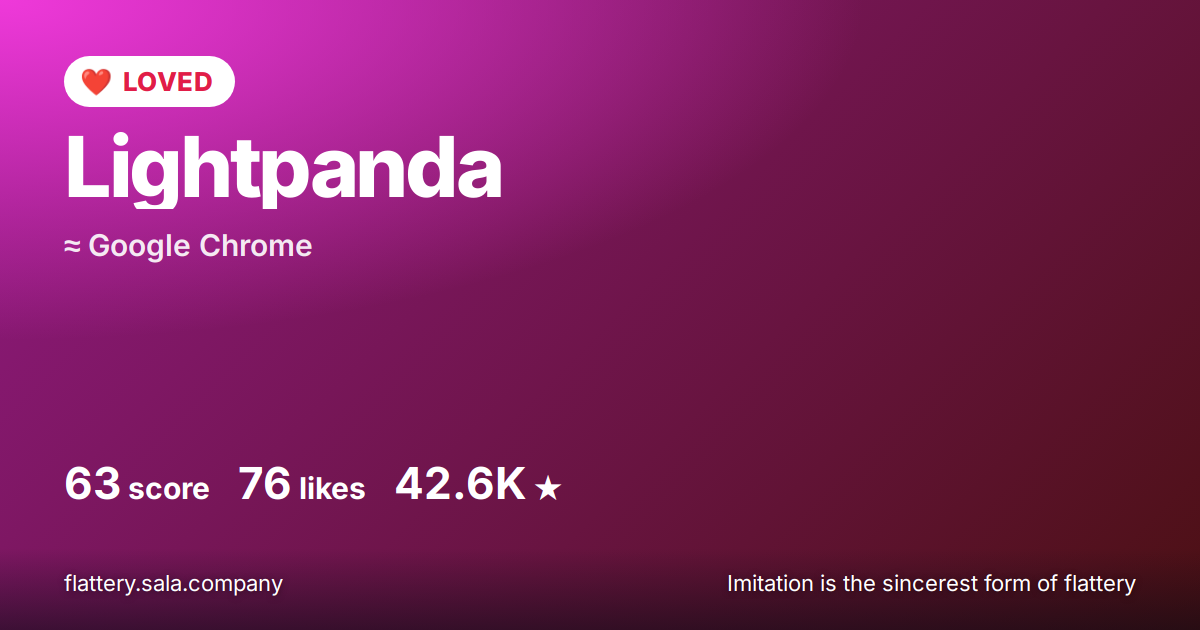 ❤️ LOVED
Lightpanda
≈ Google Chrome
63 score 76 likes 42.6K ★
flattery.sala.company
Imitation is the sincerest form of flattery